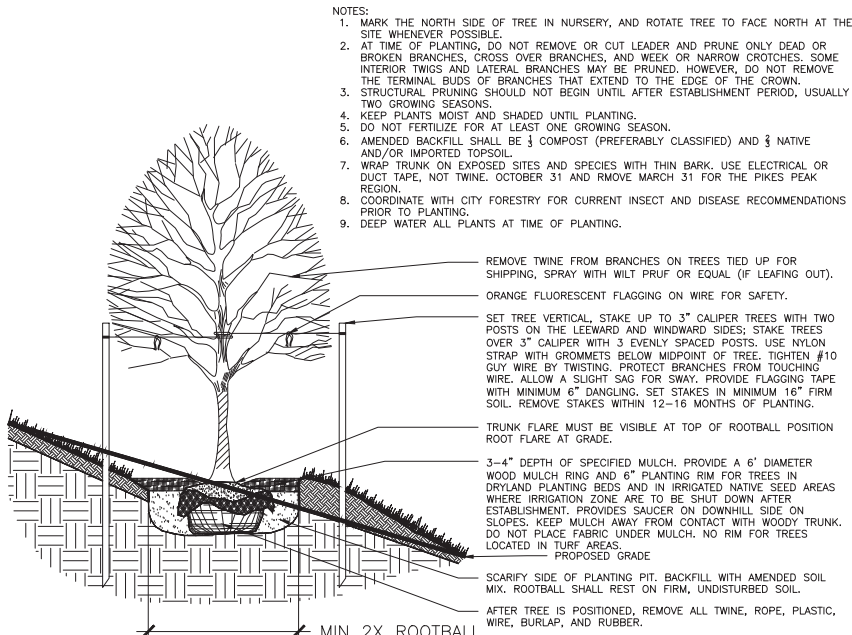 NOTES:
1. MARK THE NORTH SIDE OF TREE IN NURSERY, AND ROTATE TREE TO FACE NORTH AT THE
SITE WHENEVER POSSIBLE.
2. AT TIME OF PLANTING, DO NOT REMOVE OR CUT LEADER AND PRUNE ONLY DEAD OR
BROKEN BRANCHES, CROSS OVER BRANCHES, AND WEEK OR NARROW CROTCHES. SOME
INTERIOR TWIGS AND LATERAL BRANCHES MAY BE PRUNED. HOWEVER, DO NOT REMOVE
THE TERMINAL BUDS OF BRANCHES THAT EXTEND TO THE EDGE OF THE CROWN.
3. STRUCTURAL PRUNING SHOULD NOT BEGIN UNTIL AFTER ESTABLISHMENT PERIOD, USUALLY
TWO GROWING SEASONS.
4. KEEP PLANTS MOIST AND SHADED UNTIL PLANTING.
5. DO NOT FERTILIZE FOR AT LEAST ONE GROWING SEASON.
6. AMENDED BACKFILL SHALL BE ⅓ COMPOST (PREFERABLY CLASSIFIED) AND ⅔ NATIVE
AND/OR IMPORTED TOPSOIL.
7. WRAP TRUNK ON EXPOSED SITES AND SPECIES WITH THIN BARK. USE ELECTRICAL OR
DUCT TAPE, NOT TWINE. OCTOBER 31 AND RMOVE MARCH 31 FOR THE PIKES PEAK
REGION.
8. COORDINATE WITH CITY FORESTRY FOR CURRENT INSECT AND DISEASE RECOMMENDATIONS
PRIOR TO PLANTING.
9. DEEP WATER ALL PLANTS AT TIME OF PLANTING.
REMOVE TWINE FROM BRANCHES ON TREES TIED UP FOR
SHIPPING, SPRAY WITH WILT PRUF OR EQUAL (IF LEAFING OUT).
ORANGE FLUORESCENT FLAGGING ON WIRE FOR SAFETY.
SET TREE VERTICAL, STAKE UP TO 3" CALIPER TREES WITH TWO
POSTS ON THE LEEWARD AND WINDWARD SIDES; STAKE TREES
OVER 3" CALIPER WITH 3 EVENLY SPACED POSTS. USE NYLON
STRAP WITH GROMMETS BELOW MIDPOINT OF TREE. TIGHTEN #10
GUY WIRE BY TWISTING. PROTECT BRANCHES FROM TOUCHING
WIRE. ALLOW A SLIGHT SAG FOR SWAY. PROVIDE FLAGGING TAPE
WITH MINIMUM 6" DANGLING. SET STAKES IN MINIMUM 16" FIRM
SOIL. REMOVE STAKES WITHIN 12-16 MONTHS OF PLANTING.
TRUNK FLARE MUST BE VISIBLE AT TOP OF ROOTBALL POSITION
ROOT FLARE AT GRADE.
3-4" DEPTH OF SPECIFIED MULCH. PROVIDE A 6' DIAMETER
WOOD MULCH RING AND 6" PLANTING RIM FOR TREES IN
DRYLAND PLANTING BEDS AND IN IRRIGATED NATIVE SEED AREAS
WHERE IRRIGATION ZONE ARE TO BE SHUT DOWN AFTER
ESTABLISHMENT. PROVIDES SAUCER ON DOWNHILL SIDE ON
SLOPES. KEEP MULCH AWAY FROM CONTACT WITH WOODY TRUNK.
DO NOT PLACE FABRIC UNDER MULCH. NO RIM FOR TREES
LOCATED IN TURF AREAS.
PROPOSED GRADE
SCARIFY SIDE OF PLANTING PIT. BACKFILL WITH AMENDED SOIL
MIX. ROOTBALL SHALL REST ON FIRM, UNDISTURBED SOIL.
AFTER TREE IS POSITIONED, REMOVE ALL TWINE, ROPE, PLASTIC,
WIRE, BURLAP, AND RUBBER.
MIN 2X ROOTBALL